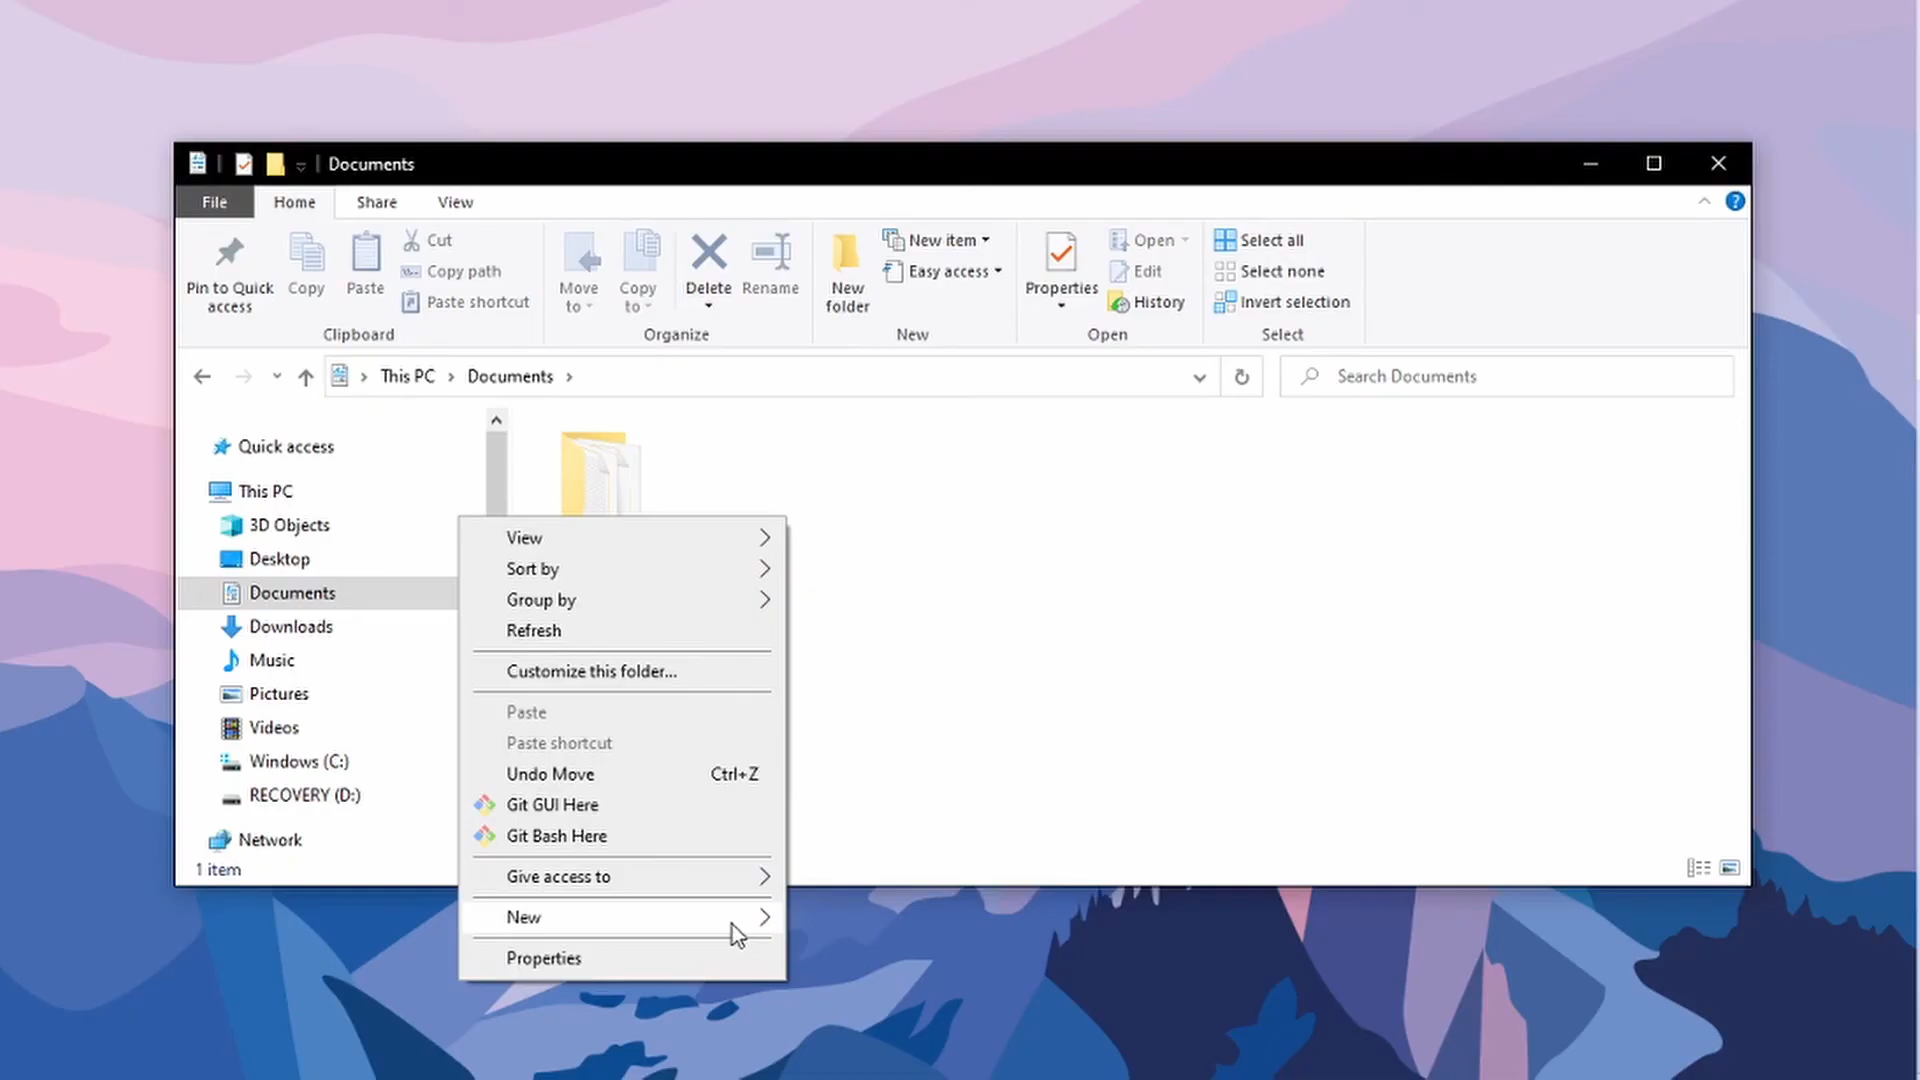 Documents
File Home Share View
Pin to Quick access
Copy
Paste
Cut
Copy path
Paste shortcut
Clipboard
Move to
Copy to
Delete
Rename
Organize
New folder
New item
Easy access
New
Properties
Open
Edit
History
Open
Select all
Select none
Invert selection
Select
This PC > Documents >
Search Documents
Quick access
This PC
3D Objects
Desktop
Documents
Downloads
Music
Pictures
Videos
Windows (C:)
RECOVERY (D:)
Network
1 item
View
Sort by
Group by
Refresh
Customize this folder...
Paste
Paste shortcut
Undo Move Ctrl+Z
Git GUI Here
Git Bash Here
Give access to
New
Properties